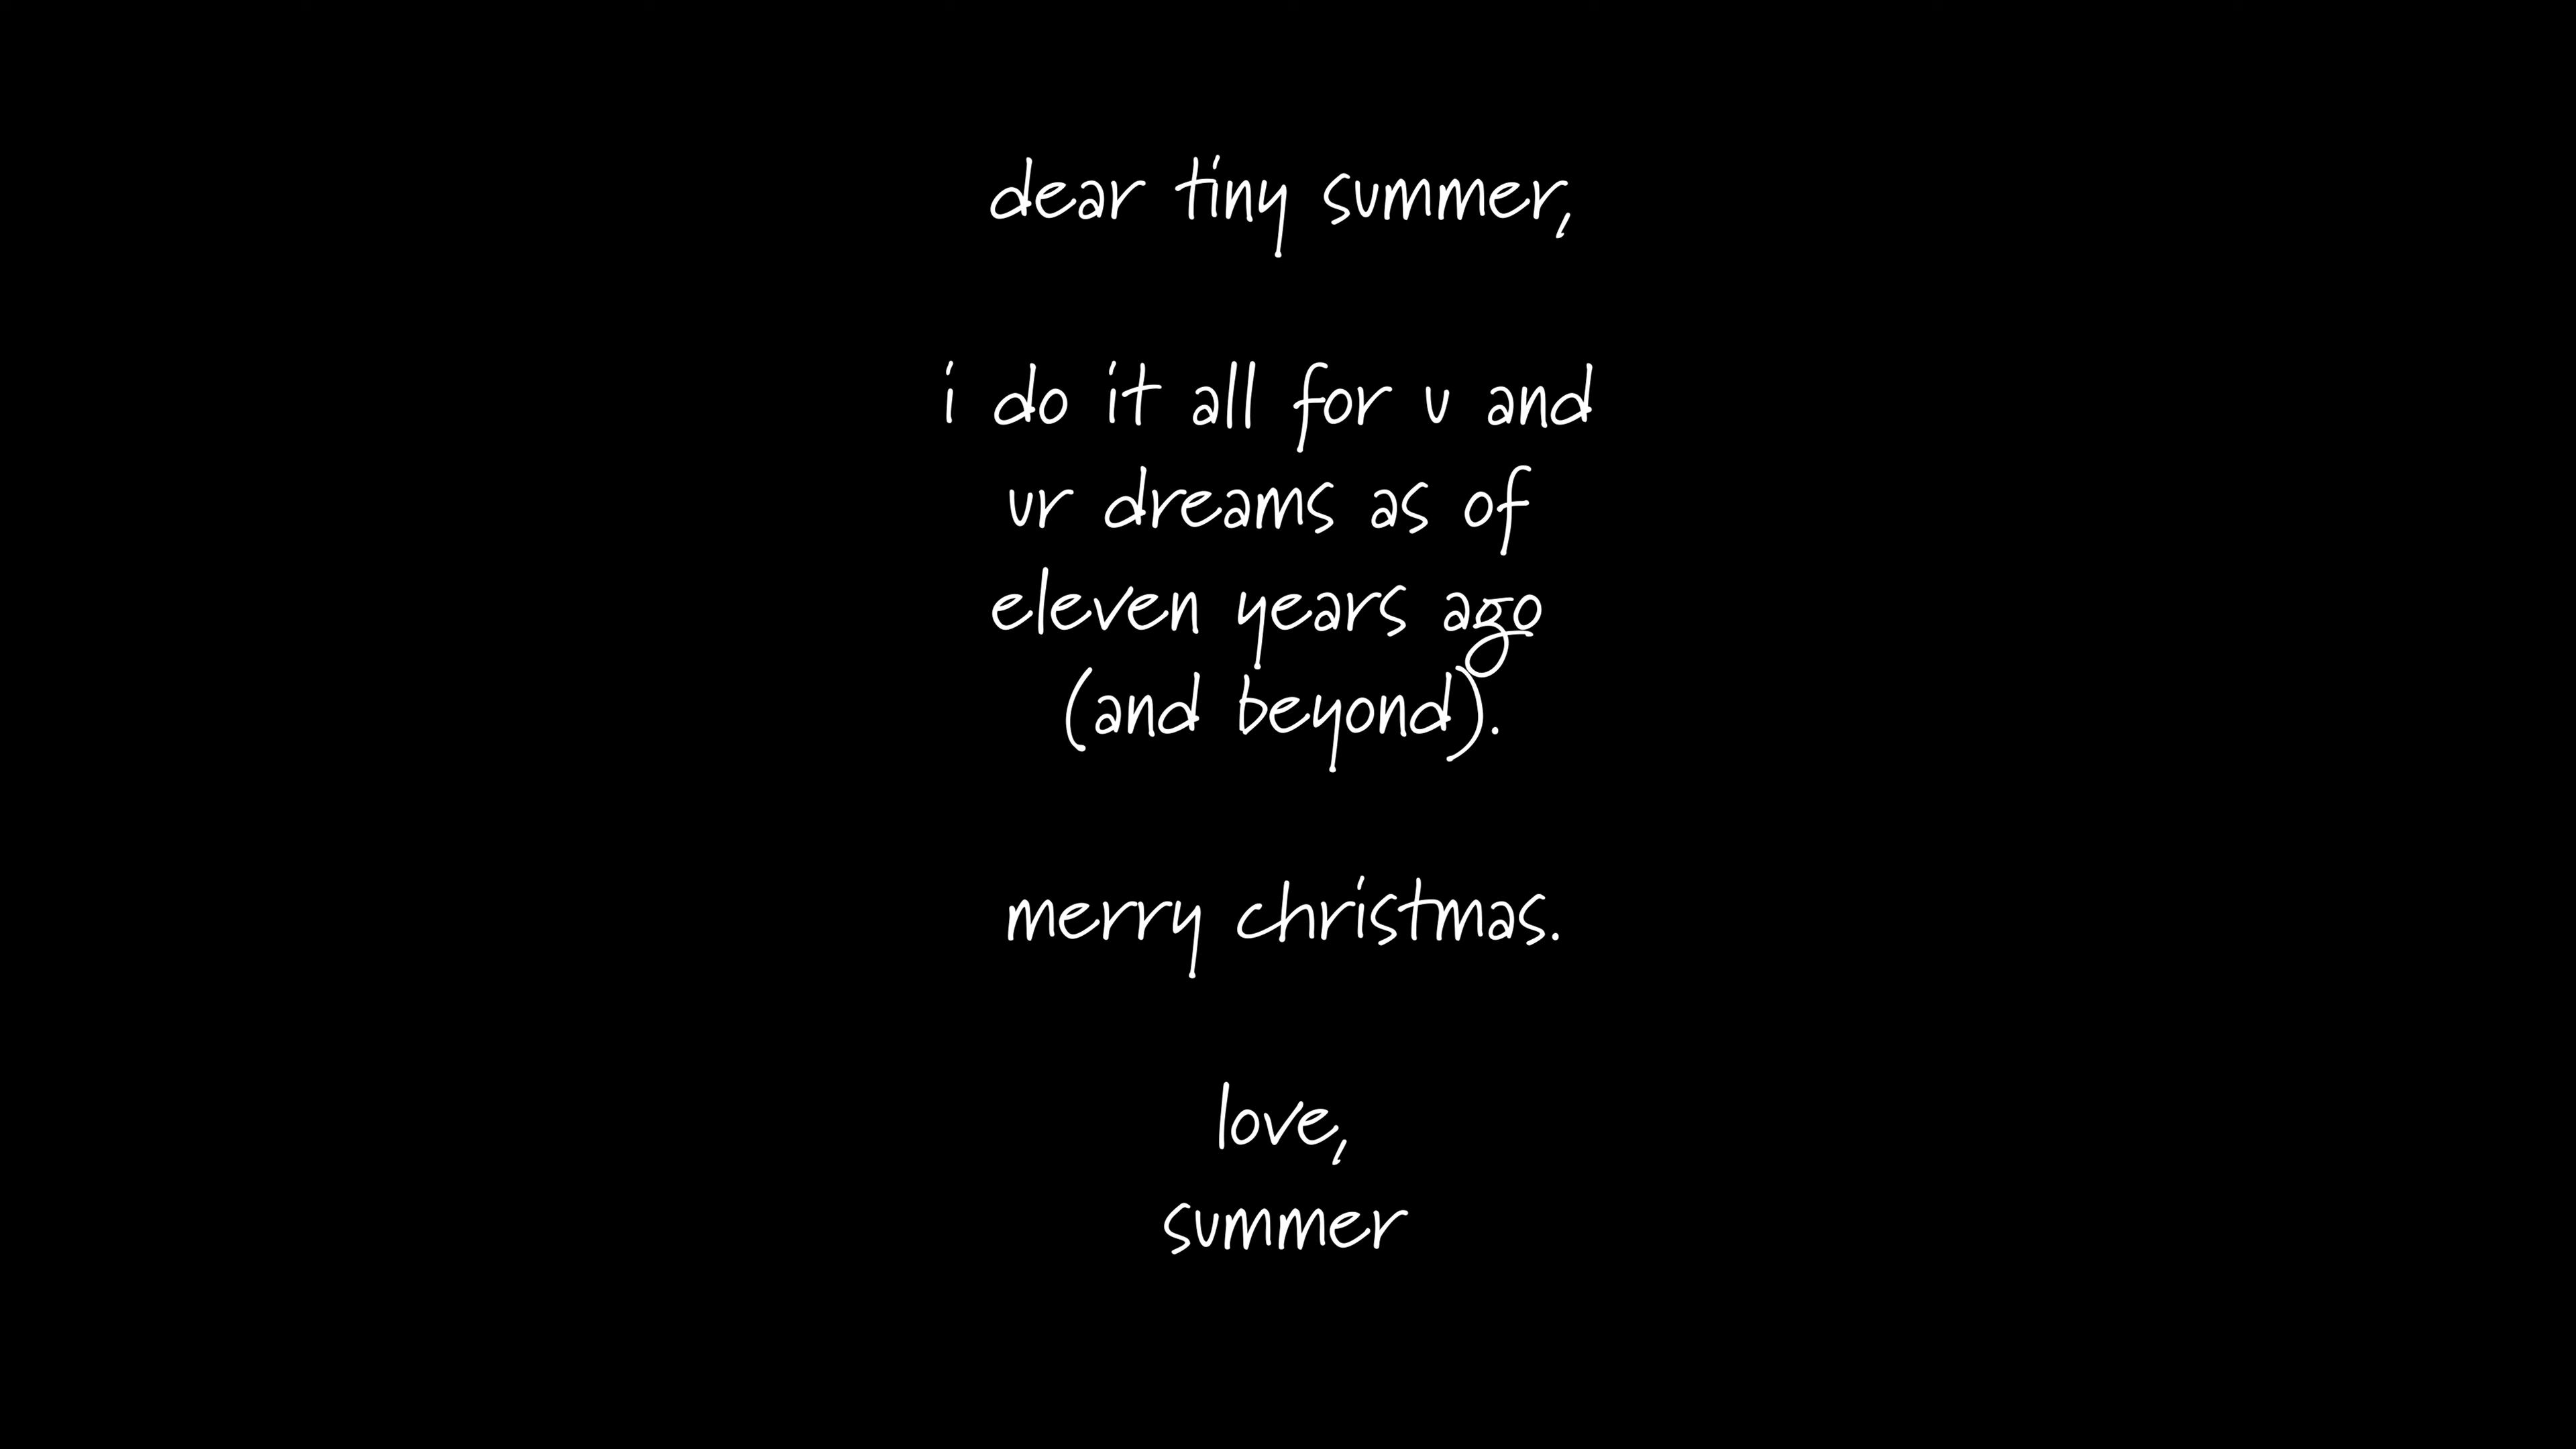 dear tiny summer,
i do it all for u and
ur dreams as of
eleven years ago
(and beyond).
merry christmas.
love,
summer